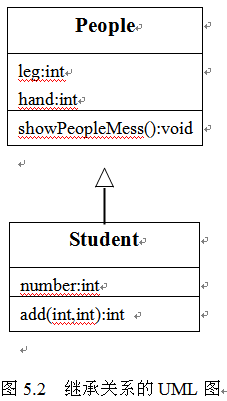 People
leg:int
hand:int
showPeopleMess():void
Student
number:int
add(int,int):int
图 5.2 继承关系的 UML 图